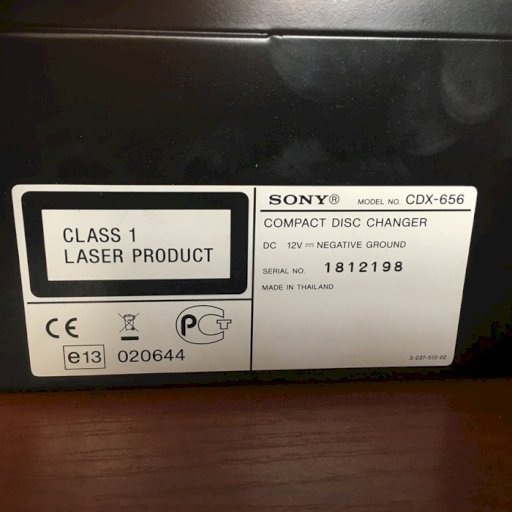 CLASS 1
LASER PRODUCT
CE
PCT
e13 020644
SONY® MODEL NO. CDX-656
COMPACT DISC CHANGER
DC 12V ⎓ NEGATIVE GROUND
SERIAL NO. 1812198
MADE IN THAILAND
3-237-512-02